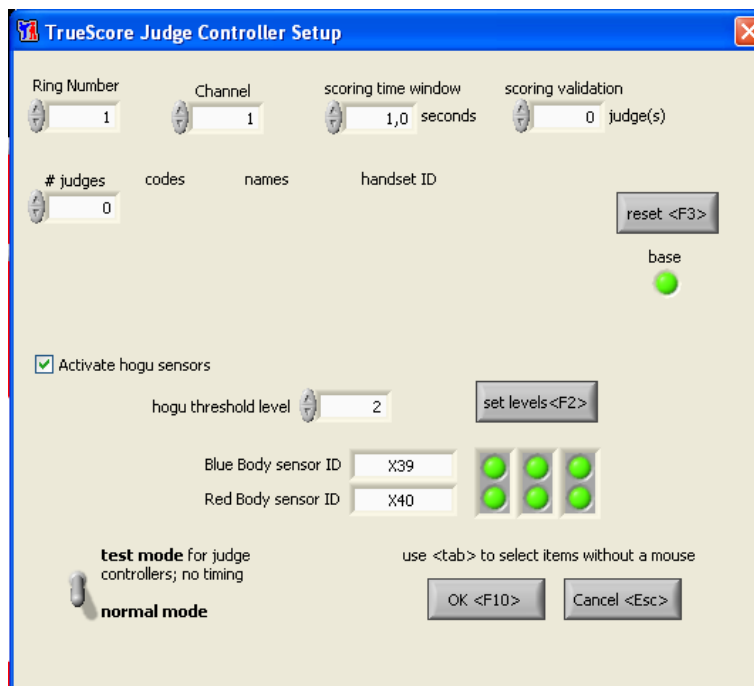 TrueScore Judge Controller Setup
Ring Number
Channel
scoring time window
scoring validation
1
1
1,0 seconds
0 judge(s)
# judges
codes
names
handset ID
0
reset <F3>
base
Activate hogu sensors
hogu threshold level 2
set levels<F2>
Blue Body sensor ID X39
Red Body sensor ID X40
test mode for judge
controllers; no timing
normal mode
use <tab> to select items without a mouse
OK <F10>
Cancel <Esc>